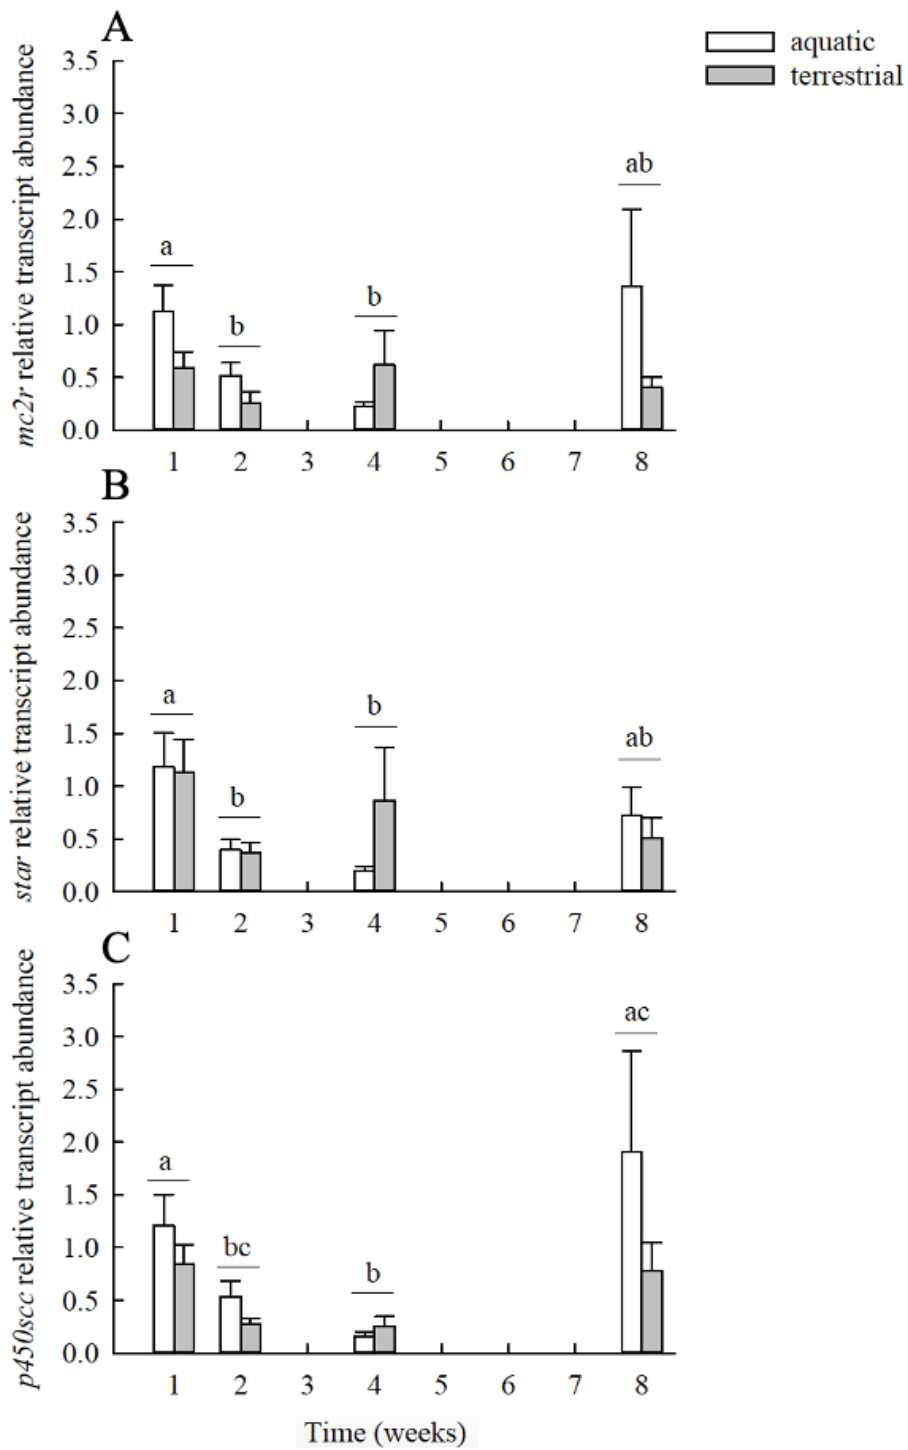 A
aquatic
terrestrial
mc2r relative transcript abundance
3.5
3.0
2.5
2.0
1.5
1.0
0.5
0.0
a
b
b
ab
1 2 3 4 5 6 7 8
B
star relative transcript abundance
3.5
3.0
2.5
2.0
1.5
1.0
0.5
0.0
a
b
b
ab
1 2 3 4 5 6 7 8
C
p450scc relative transcript abundance
3.5
3.0
2.5
2.0
1.5
1.0
0.5
0.0
a
bc
b
ac
1 2 3 4 5 6 7 8
Time (weeks)